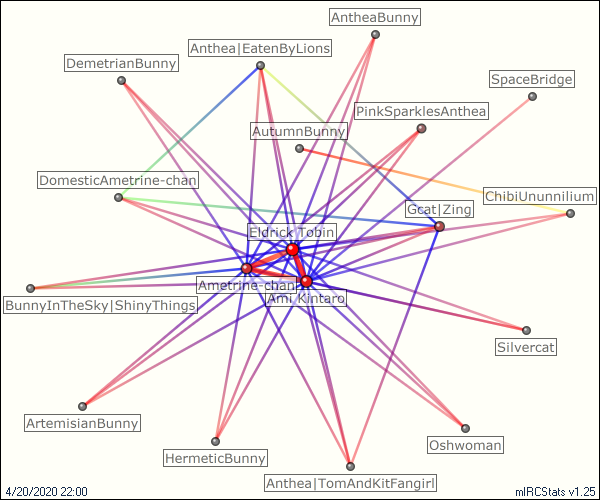 AntheaBunny
Anthea|EatenByLions
DemetrianBunny
SpaceBridge
PinkSparklesAnthea
AutumnBunny
DomesticAmetrine-chan
ChibiUnunnilium
Gcat|Zing
Eldrick Tobin
Ametrine-chan
Ami Kintaro
BunnyInTheSky|ShinyThings
Silvercat
ArtemisianBunny
Oshwoman
HermeticBunny
Anthea|TomAndKitFangirl
4/20/2020 22:00
mIRCStats v1.25